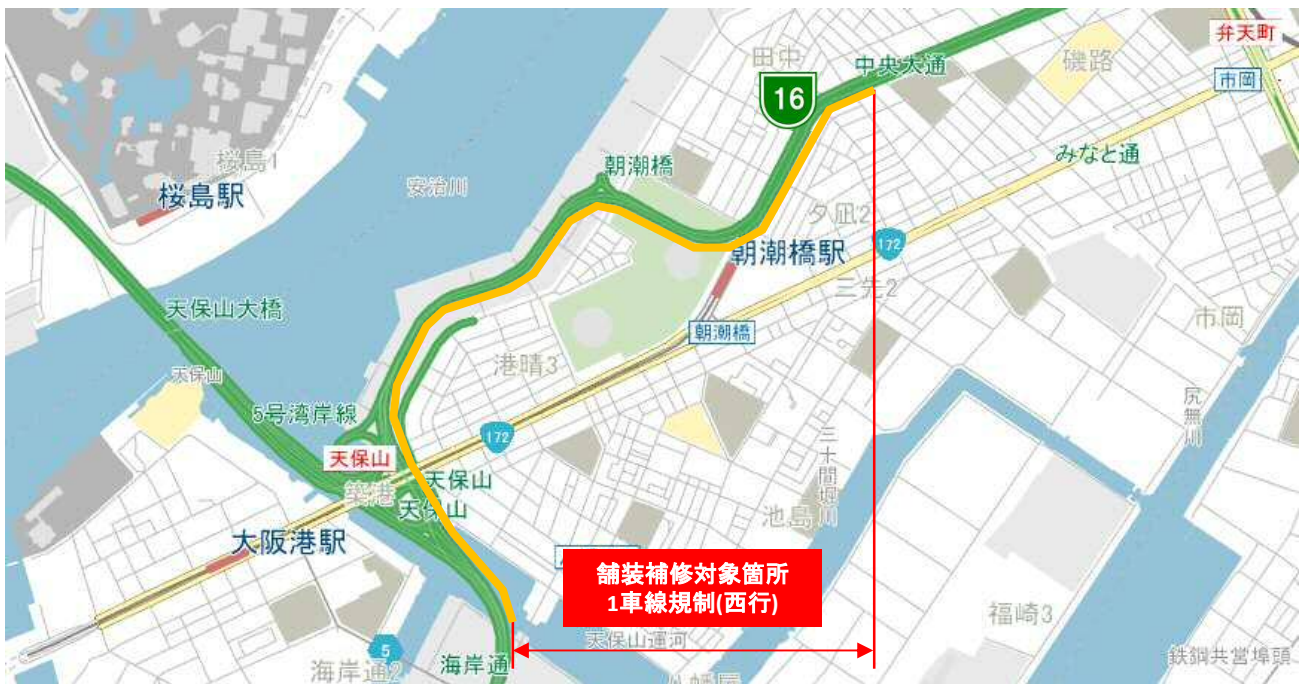 弁天町
田中
中央大通
磯路
市岡
16
みなと通
桜島1
桜島駅
安治川
朝潮橋
夕凪2
172
朝潮橋駅
三先2
天保山大橋
市岡
朝潮橋
港晴3
天保山
尻無川
5号湾岸線
172
三十間堀川
天保山
天保山
築港
天保山
池島
大阪港駅
舗装補修対象箇所
1車線規制(西行)
福崎3
天保山運河
5
海岸通
海岸通2
鉄鋼共営埠頭